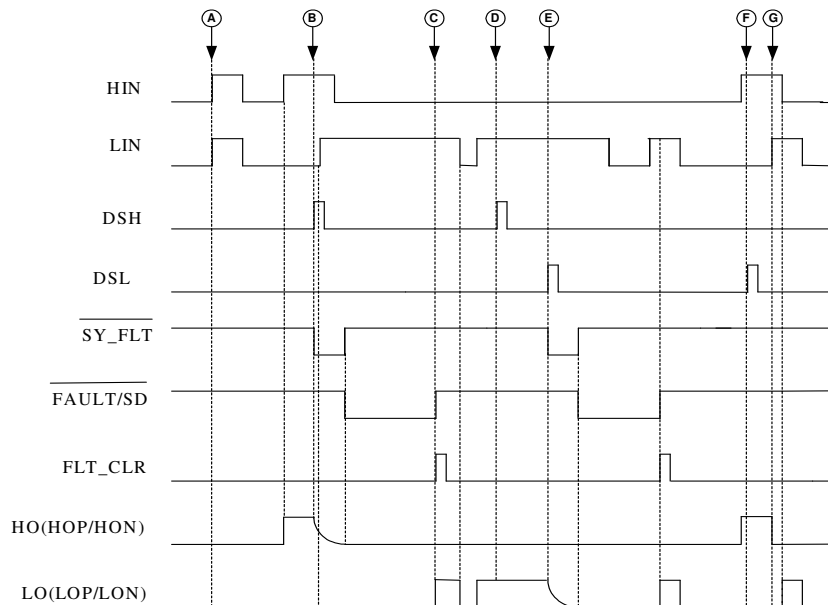 A B C D E F G
HIN
LIN
DSH
DSL
SY_FLT
FAULT/SD
FLT_CLR
HO(HOP/HON)
LO(LOP/LON)